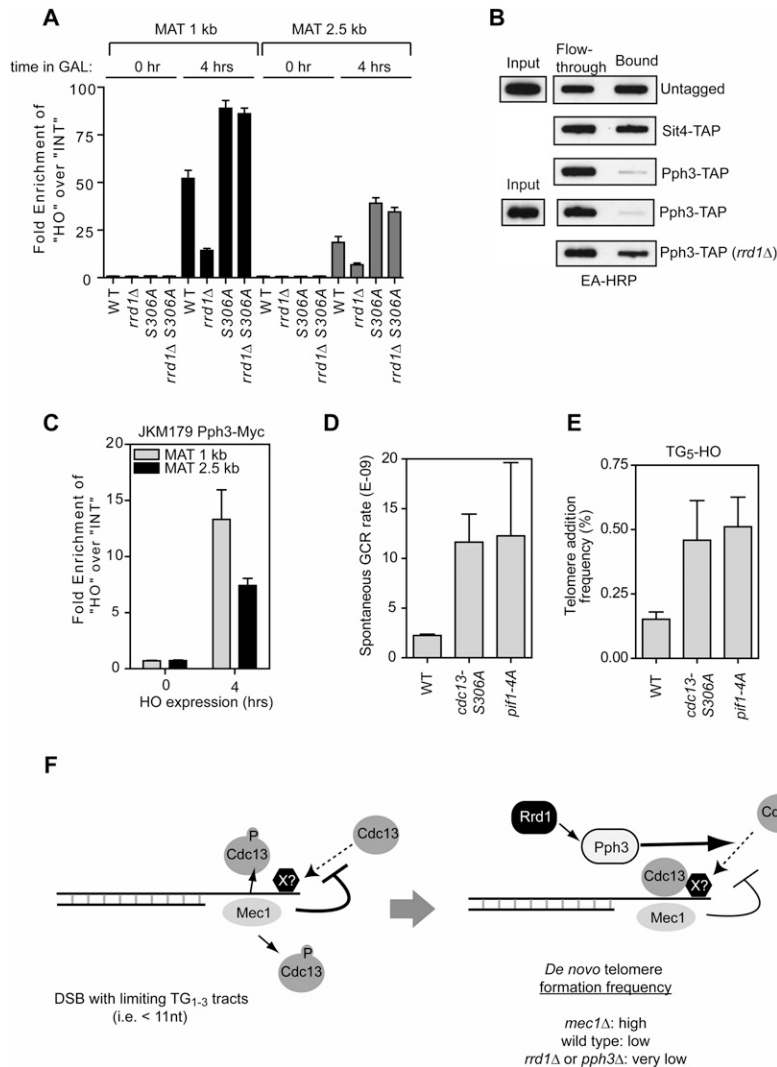 A
MAT 1 kb
MAT 2.5 kb
time in GAL:
0 hr
4 hrs
0 hr
4 hrs
Fold Enrichment of
"HO" over "INT"
100
75
50
25
0
WT
rrd1Δ
S306A
rrd1Δ S306A
WT
rrd1Δ
S306A
rrd1Δ S306A
WT
rrd1Δ
S306A
rrd1Δ S306A
WT
rrd1Δ
S306A
rrd1Δ S306A
B
Input
Flow-
through
Bound
Untagged
Sit4-TAP
Pph3-TAP
Input
Pph3-TAP
Pph3-TAP (rrd1Δ)
EA-HRP
C
JKM179 Pph3-Myc
MAT 1 kb
MAT 2.5 kb
Fold Enrichment of
"HO" over "INT"
20
15
10
5
0
0
4
HO expression (hrs)
D
Spontaneous GCR rate (E-09)
20
15
10
5
0
WT
cdc13-
S306A
pif1-4A
E
TG5-HO
Telomere addition
frequency (%)
0.75
0.50
0.25
0.00
WT
cdc13-
S306A
pif1-4A
F
P
Cdc13
X?
Cdc13
Mec1
P
Cdc13
DSB with limiting TG1-3 tracts
(i.e. < 11nt)
Rrd1
Pph3
Cd
Cdc13
X?
Mec1
De novo telomere
formation frequency
mec1Δ: high
wild type: low
rrd1Δ or pph3Δ: very low